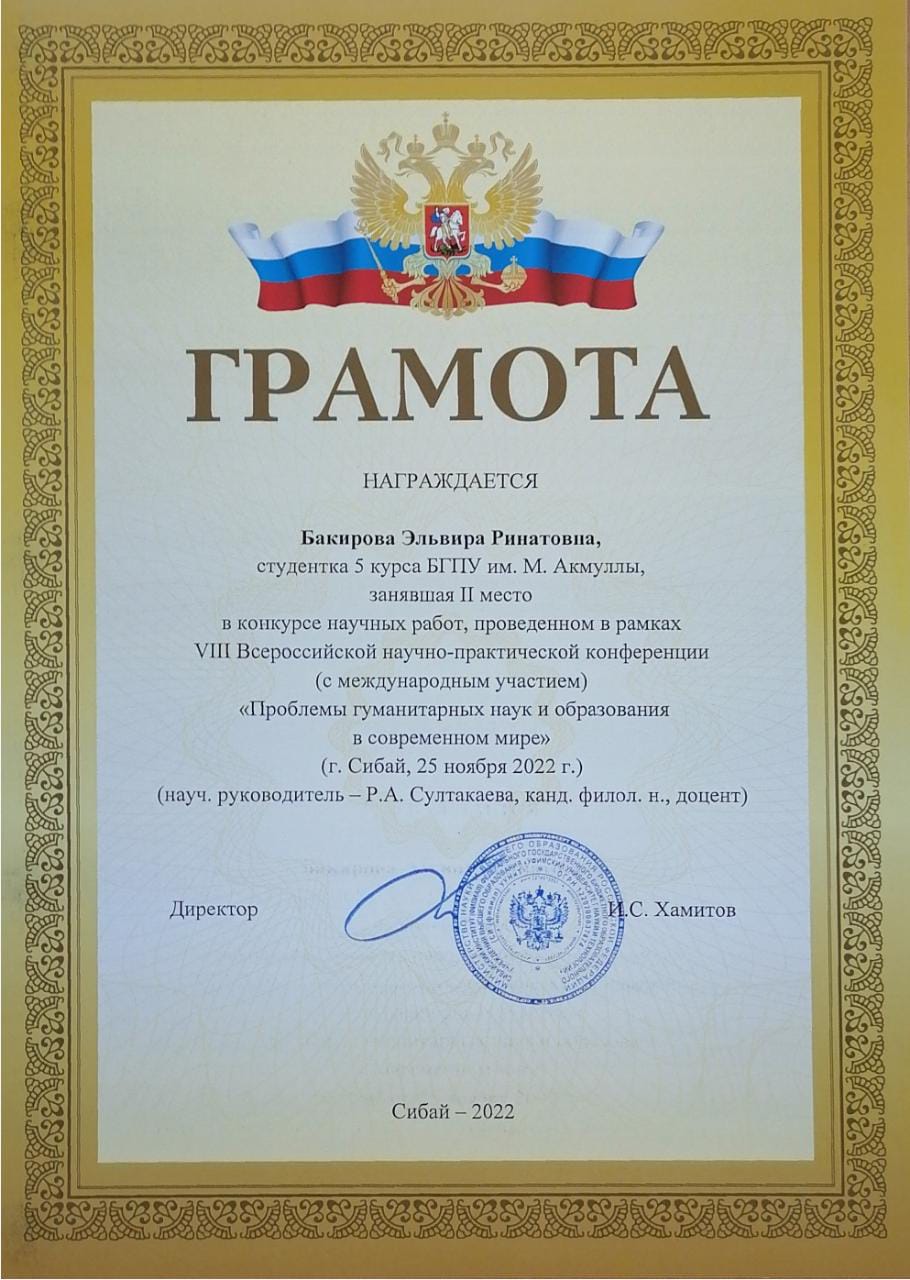 ГРАМОТА
НАГРАЖДАЕТСЯ
Бакирова Эльвира Ринатовна,
студентка 5 курса БГПУ им. М. Акмуллы,
занявшая II место
в конкурсе научных работ, проведенном в рамках
VIII Всероссийской научно-практической конференции
(с международным участием)
«Проблемы гуманитарных наук и образования
в современном мире»
(г. Сибай, 25 ноября 2022 г.)
(науч. руководитель – Р.А. Султакаева, канд. филол. н., доцент)
Директор
И.С. Хамитов
Сибай – 2022